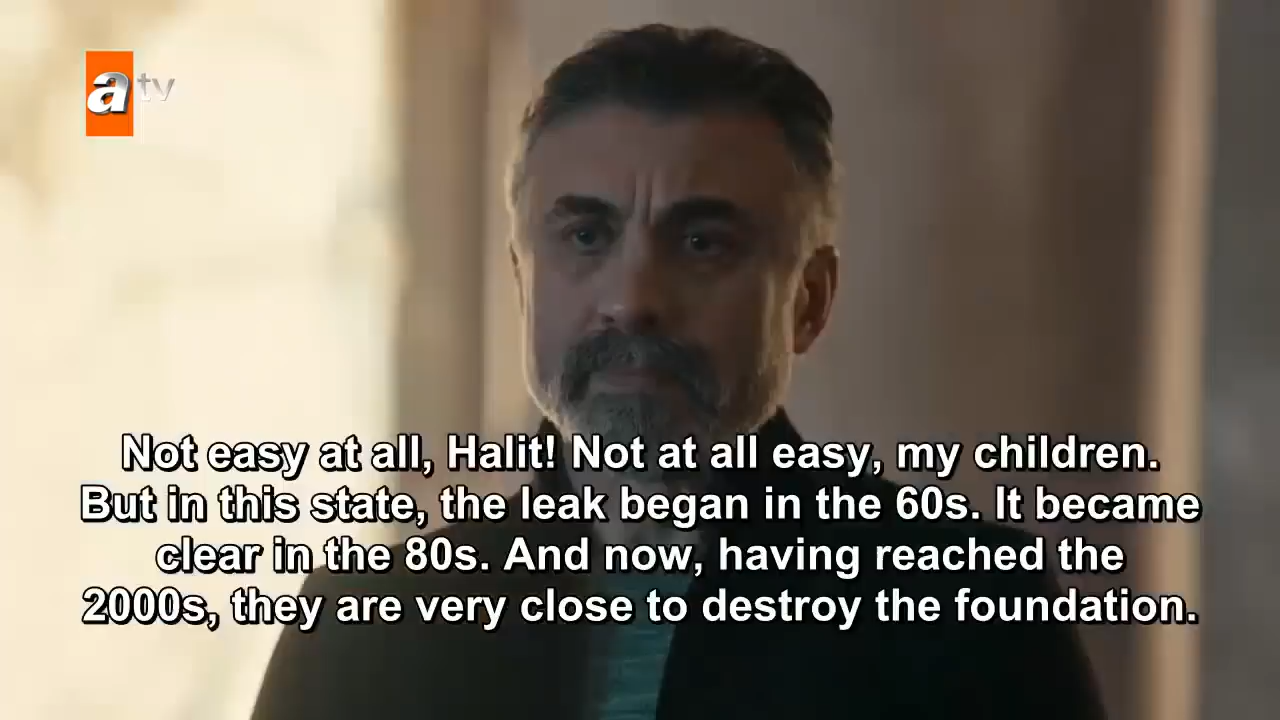 a tv
Not easy at all, Halit! Not at all easy, my children.
But in this state, the leak began in the 60s. It became
clear in the 80s. And now, having reached the
2000s, they are very close to destroy the foundation.